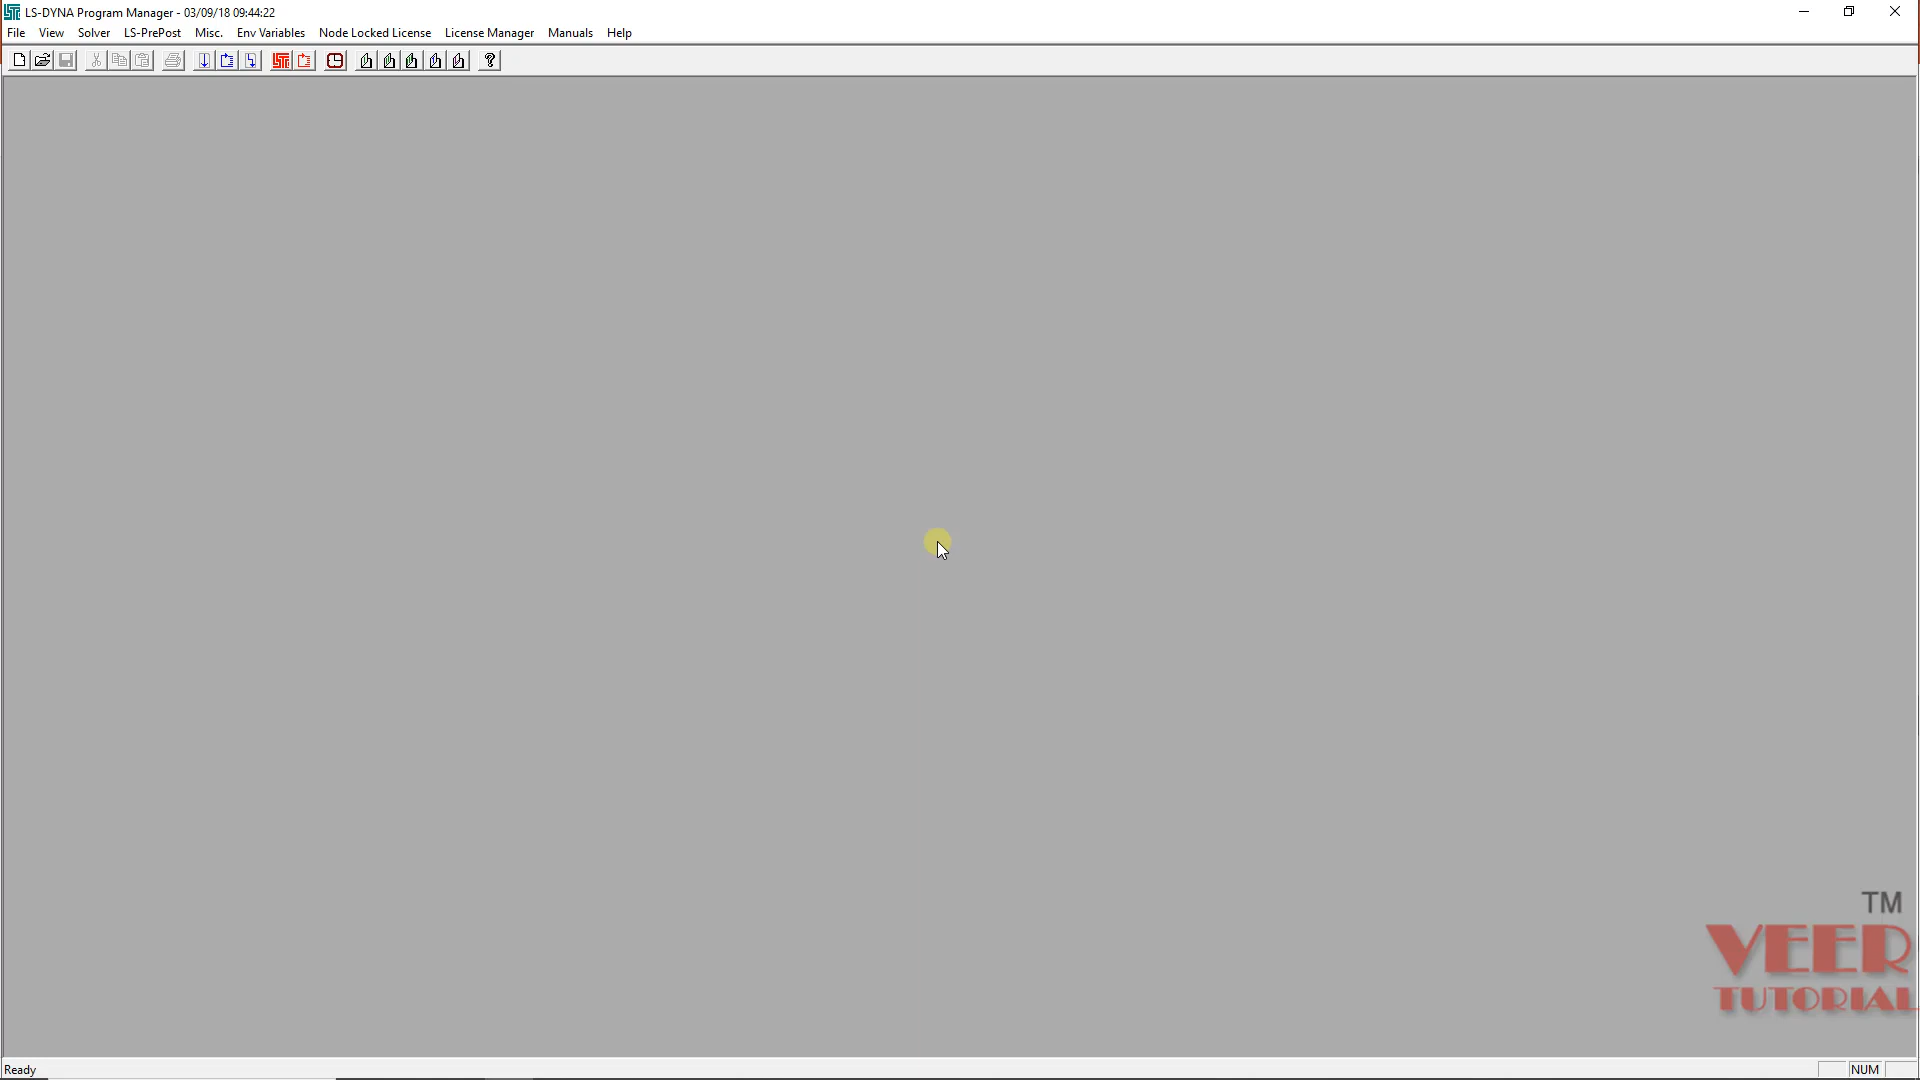 LS-DYNA Program Manager - 03/09/18 09:44:22
File View Solver LS-PrePost Misc. Env Variables Node Locked License License Manager Manuals Help
TM
VEER
TUTORIAL
Ready
NUM